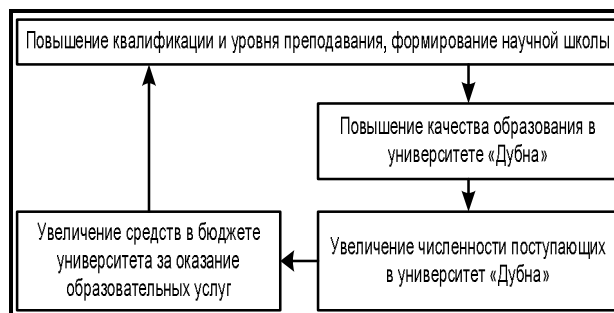 Повышение квалификации и уровня преподавания, формирование научной школы
Повышение качества образования в
университете «Дубна»
Увеличение средств в бюджете
университета за оказание
образовательных услуг
Увеличение численности поступающих
в университет «Дубна»